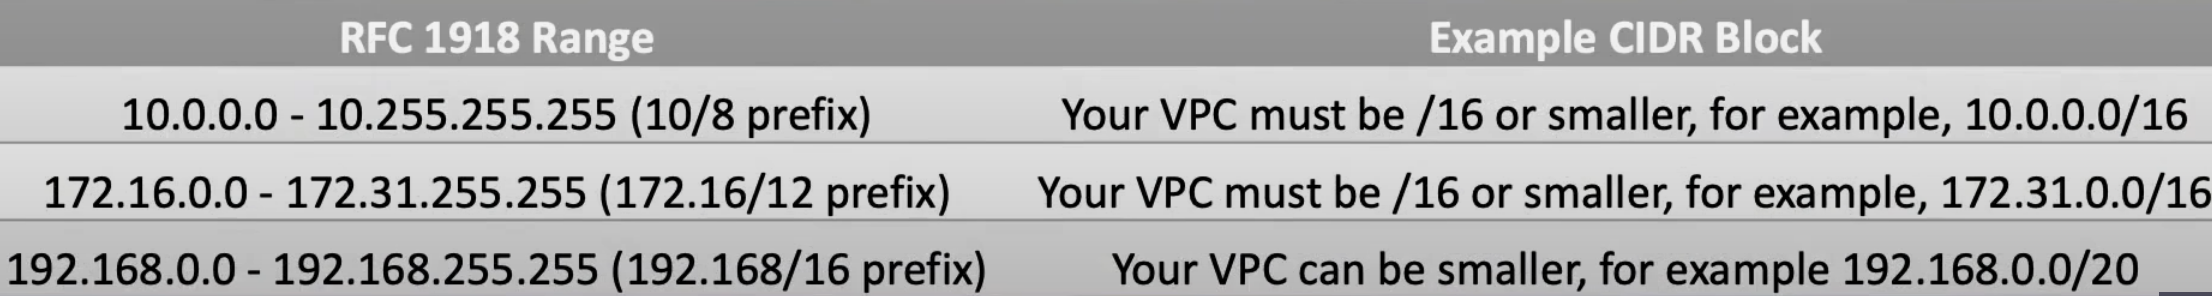 RFC 1918 Range Example CIDR Block
10.0.0.0 - 10.255.255.255 (10/8 prefix) Your VPC must be /16 or smaller, for example, 10.0.0.0/16
172.16.0.0 - 172.31.255.255 (172.16/12 prefix) Your VPC must be /16 or smaller, for example, 172.31.0.0/16
192.168.0.0 - 192.168.255.255 (192.168/16 prefix) Your VPC can be smaller, for example 192.168.0.0/20